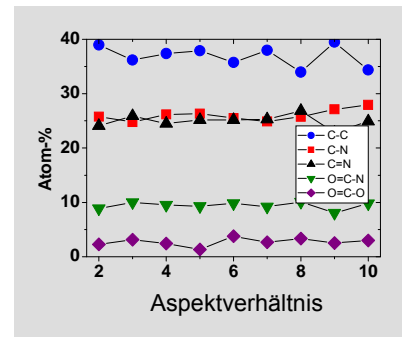 40
30
20
10
0
Atom-%
C-C
C-N
C=N
O=C-N
O=C-O
2 4 6 8 10
Aspektverhältnis